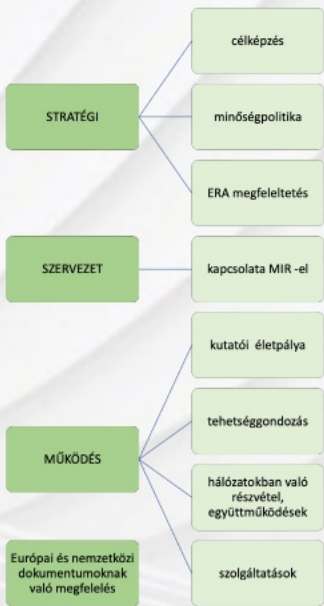 STRATÉGI
célképzés
minőségpolitika
ERA megfeleltetés
SZERVEZET
kapcsolata MIR -el
MŰKÖDÉS
kutatói életpálya
tehetséggondozás
hálózatokban való
részvétel,
együttműködések
szolgáltatások
Európai és nemzetközi
dokumentumoknak
való megfelelés